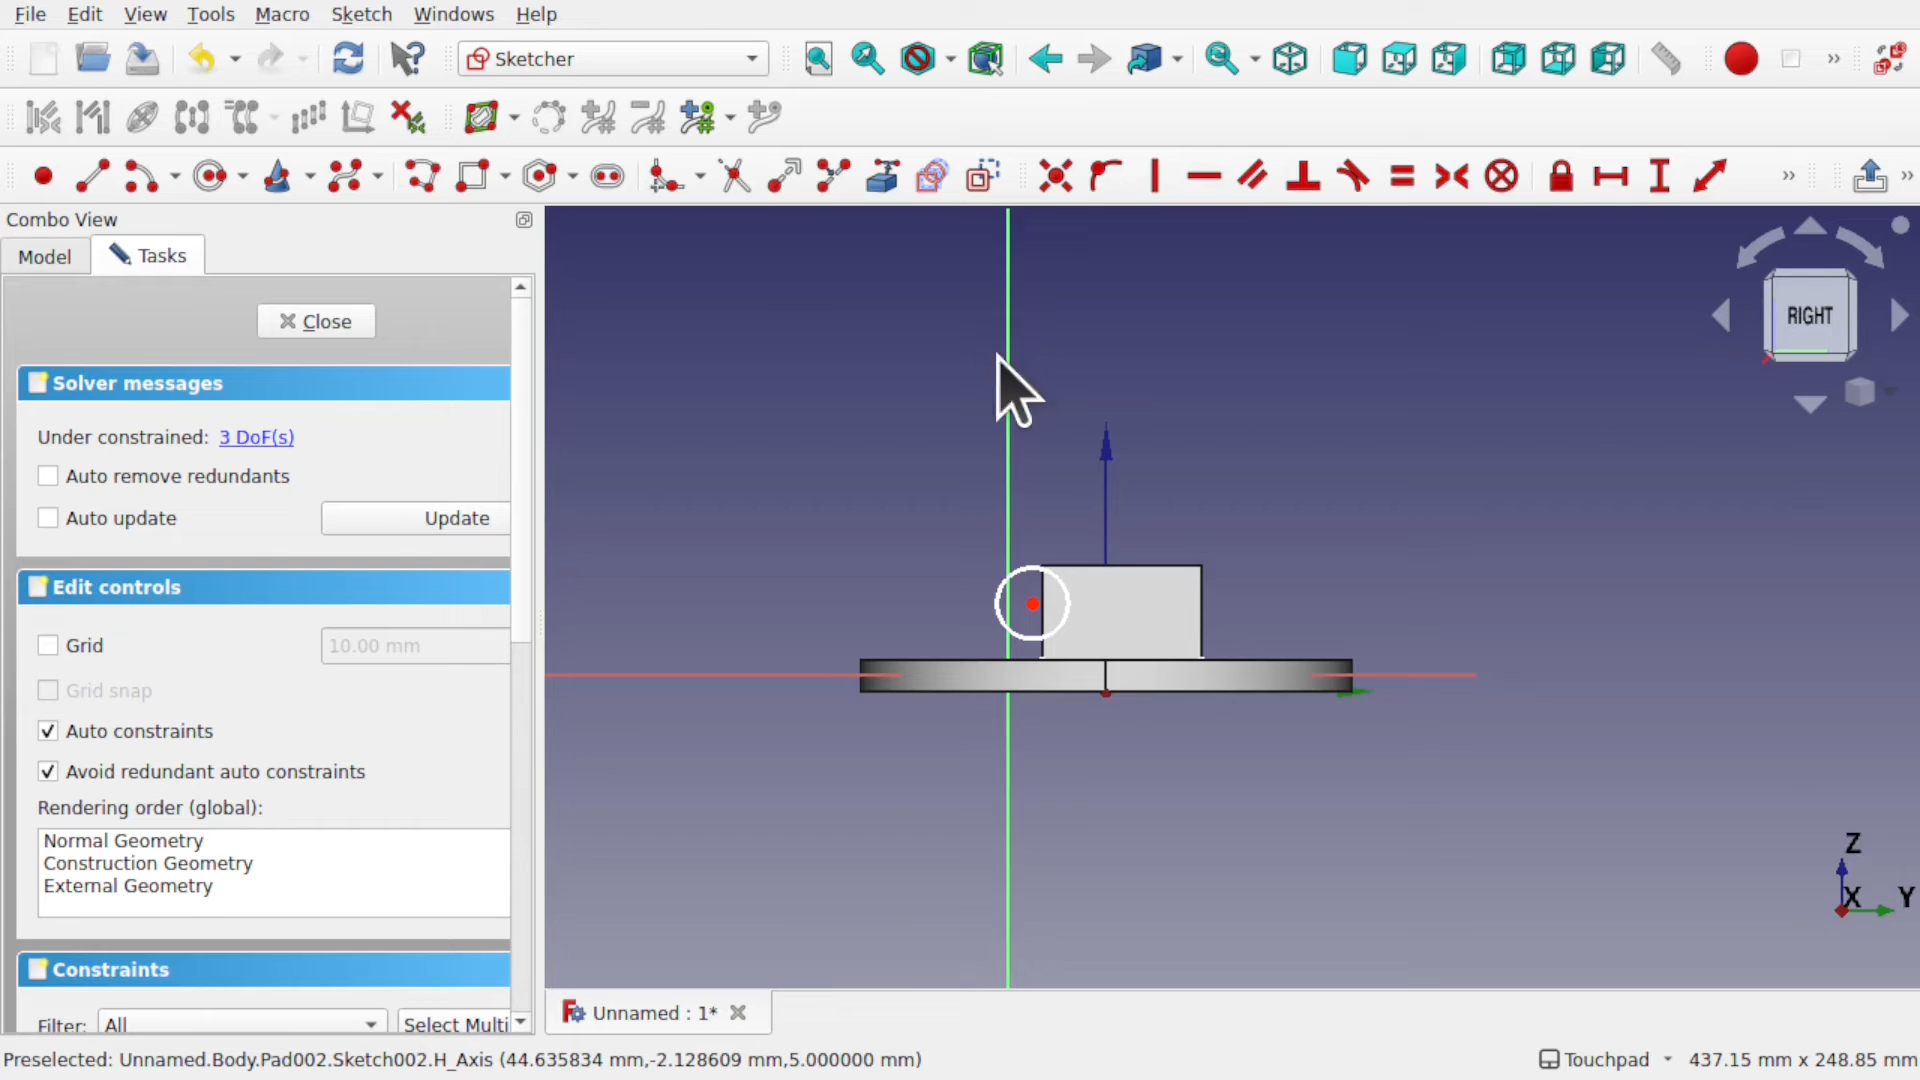 File Edit View Tools Macro Sketch Windows Help
Sketcher
Combo View
Model Tasks
Close
Solver messages
Under constrained: 3 DoF(s)
Auto remove redundants
Auto update Update
Edit controls
Grid 10.00 mm
Grid snap
Auto constraints
Avoid redundant auto constraints
Rendering order (global):
Normal Geometry
Construction Geometry
External Geometry
Constraints
Filter: All Select Multi
RIGHT
Z
X Y
Unnamed : 1*
Preselected: Unnamed.Body.Pad002.Sketch002.H_Axis (44.635834 mm,-2.128609 mm,5.000000 mm) Touchpad 437.15 mm x 248.85 mm